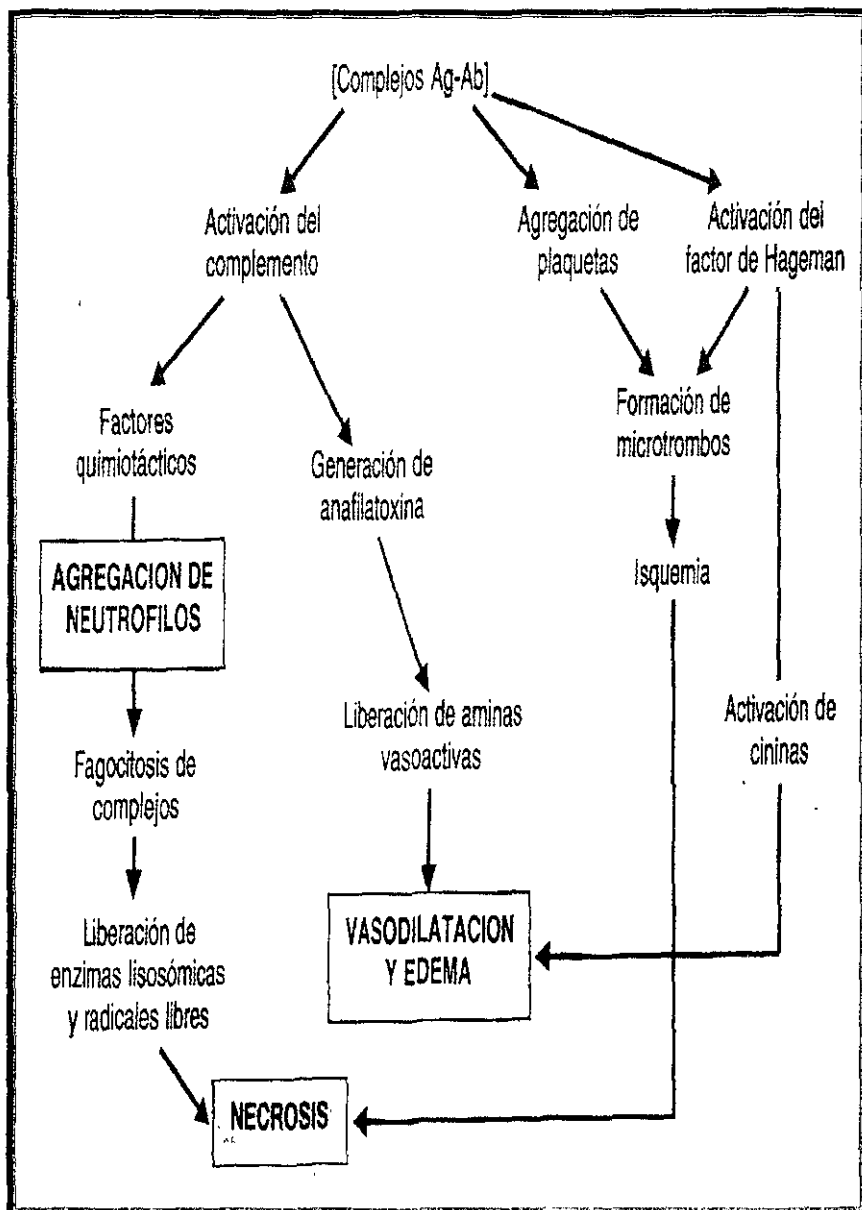 [Complejos Ag-Ab]
Activación del
complemento
Agregación de
plaquetas
Activación del
factor de Hageman
Factores
quimiotácticos
Generación de
anafilatoxina
Formación de
microtrombos
AGREGACION DE
NEUTROFILOS
Isquemia
Fagocitosis de
complejos
Liberación de aminas
vasoactivas
Activación de
cininas
Liberación de
enzimas lisosómicas
y radicales libres
VASODILATACION
Y EDEMA
NECROSIS